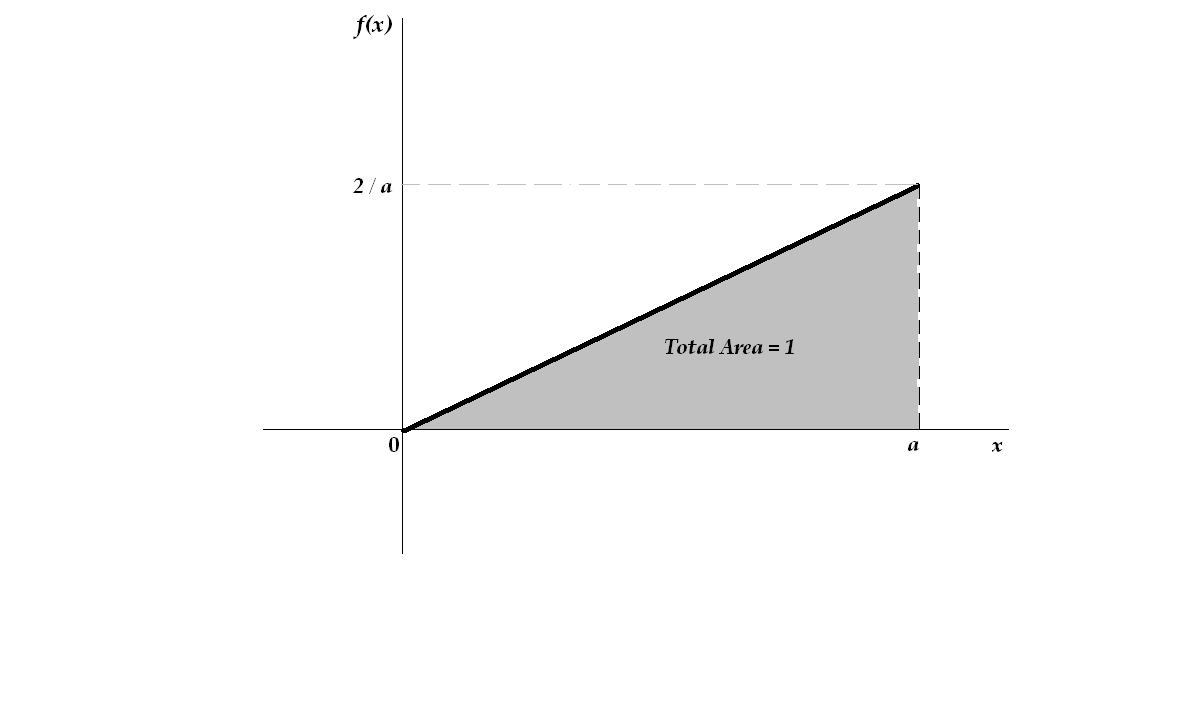 f(x)
2 / a
Total Area = 1
0
a
x